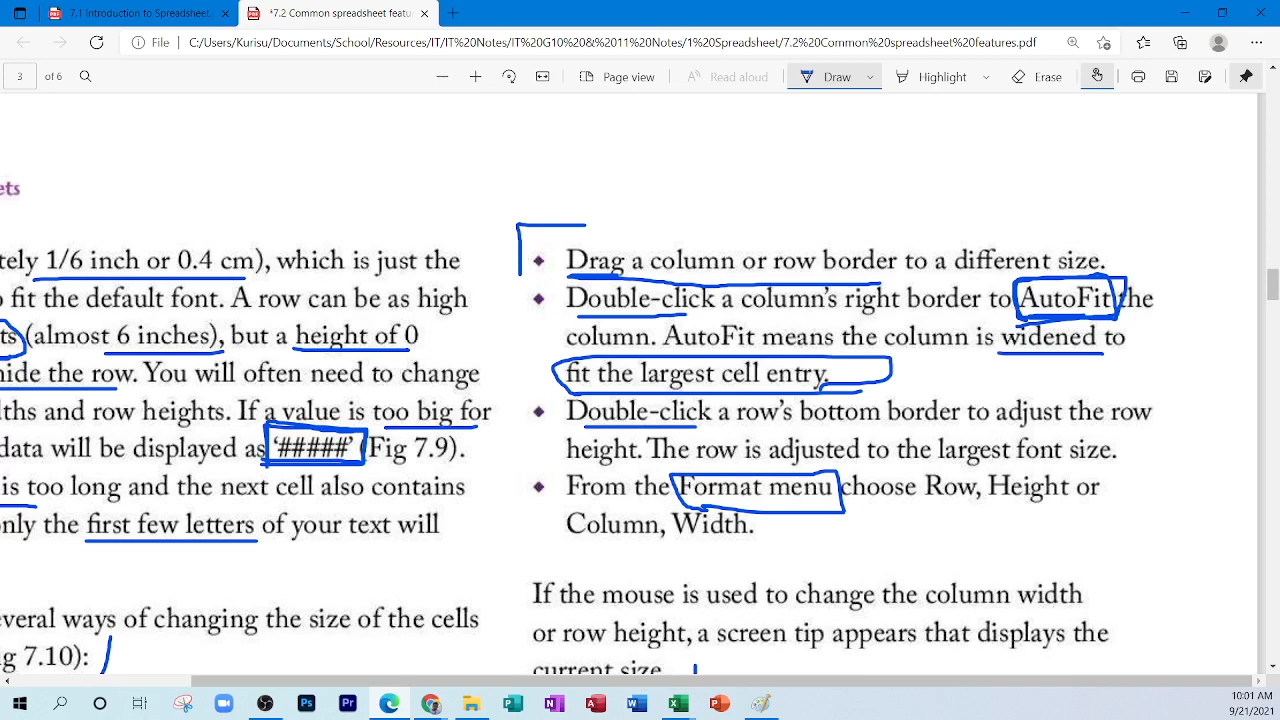 7.1 Introduction to Spreadsheet.
*7.2 Common spreadsheet featur
File
C:/Users/Kurisu/Documents/School/Resources/IT/IT%20Notes/IT%20G10%20&%2011%20Notes/1%20Spreadsheet/7.2%20Common%20spreadsheet%20features.pdf
3 of 6
Page view
Read aloud
Draw
Highlight
Erase
ets
tely 1/6 inch or 0.4 cm), which is just the
o fit the default font. A row can be as high
ts (almost 6 inches), but a height of 0
hide the row. You will often need to change
lths and row heights. If a value is too big for
data will be displayed as '#####' (Fig 7.9).
is too long and the next cell also contains
only the first few letters of your text will
everal ways of changing the size of the cells
g 7.10):
◆ Drag a column or row border to a different size.
◆ Double-click a column's right border to AutoFit the
column. AutoFit means the column is widened to
fit the largest cell entry.
◆ Double-click a row's bottom border to adjust the row
height. The row is adjusted to the largest font size.
◆ From the Format menu choose Row, Height or
Column, Width.
If the mouse is used to change the column width
or row height, a screen tip appears that displays the
current size.
10:01 AM
9/21/2021